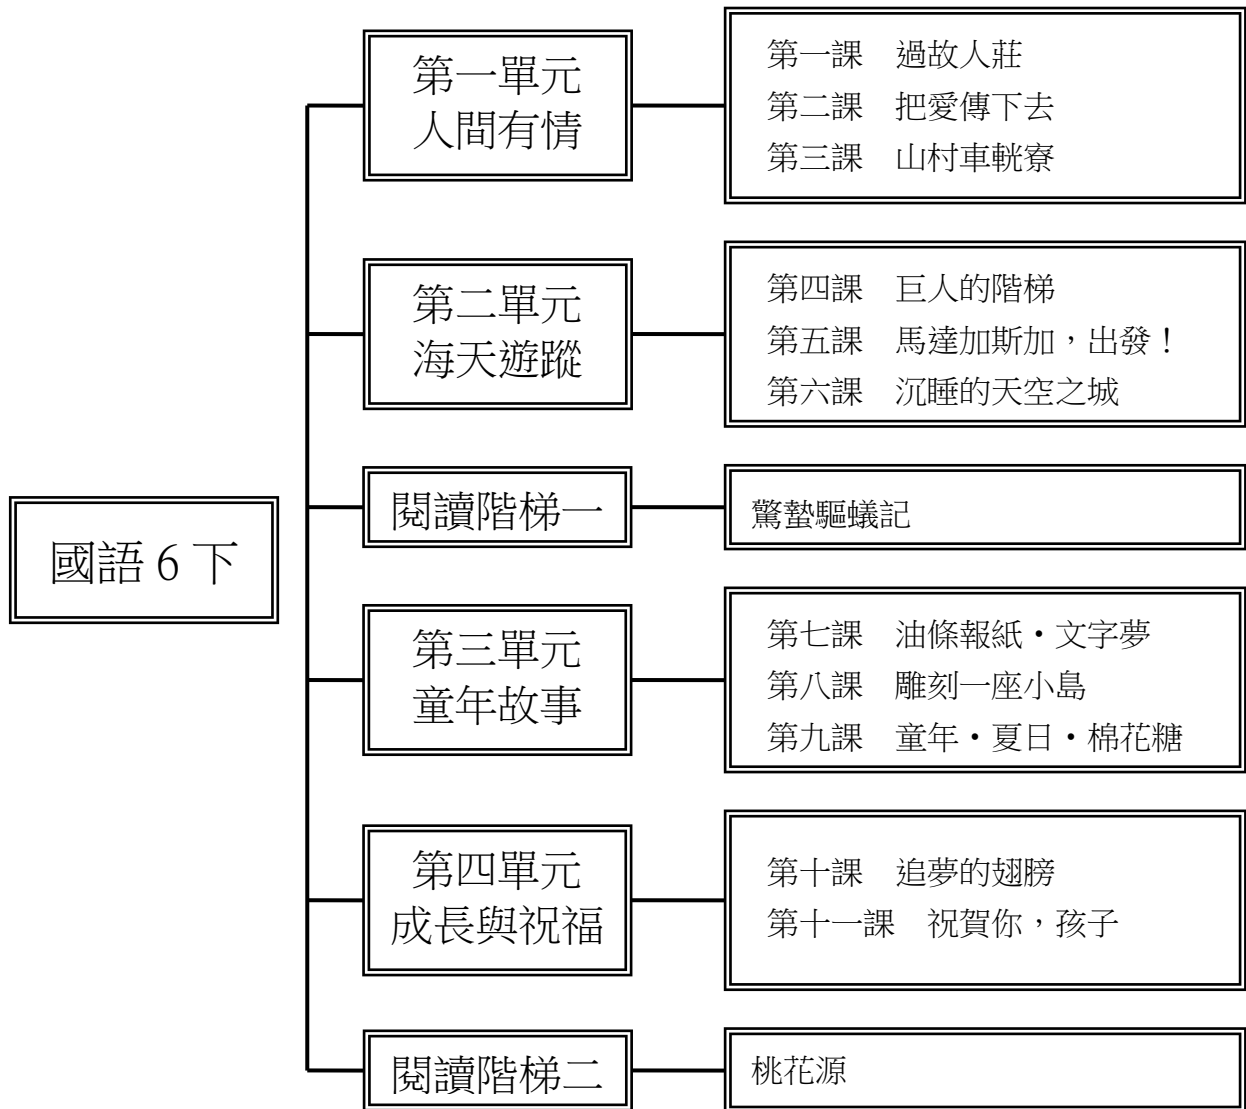 國語 6 下
第一單元
人間有情
第一課　過故人莊
第二課　把愛傳下去
第三課　山村車輄寮
第二單元
海天遊蹤
第四課　巨人的階梯
第五課　馬達加斯加，出發！
第六課　沉睡的天空之城
閱讀階梯一
驚蟄驅蟻記
第三單元
童年故事
第七課　油條報紙・文字夢
第八課　雕刻一座小島
第九課　童年・夏日・棉花糖
第四單元
成長與祝福
第十課　追夢的翅膀
第十一課　祝賀你，孩子
閱讀階梯二
桃花源